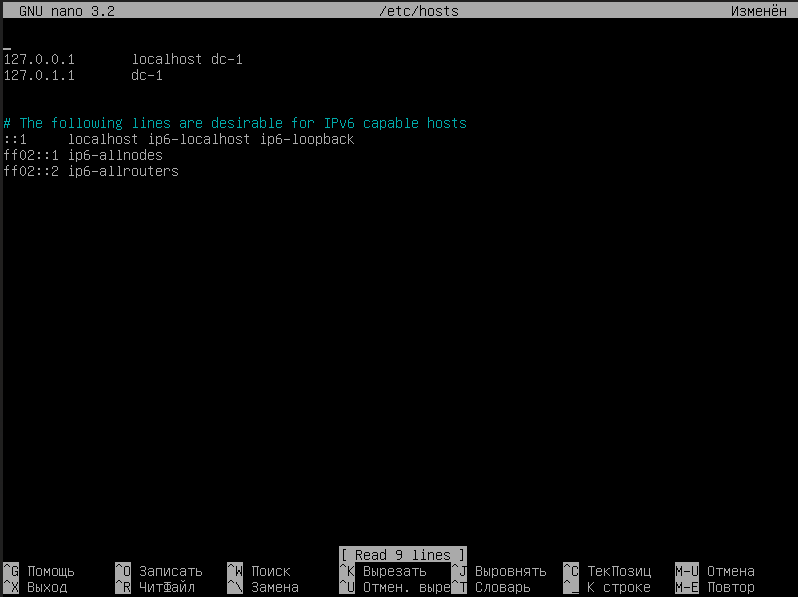 GNU nano 3.2 /etc/hosts Изменён
127.0.0.1 localhost dc-1
127.0.1.1 dc-1
# The following lines are desirable for IPv6 capable hosts
::1 localhost ip6-localhost ip6-loopback
ff02::1 ip6-allnodes
ff02::2 ip6-allrouters
[ Read 9 lines ]
^G Помощь ^O Записать ^W Поиск ^K Вырезать ^J Выровнять ^C ТекПозиц M-U Отмена
^X Выход ^R ЧитФайл ^\ Замена ^U Отмен. выре^T Словарь ^_ К строке M-E Повтор